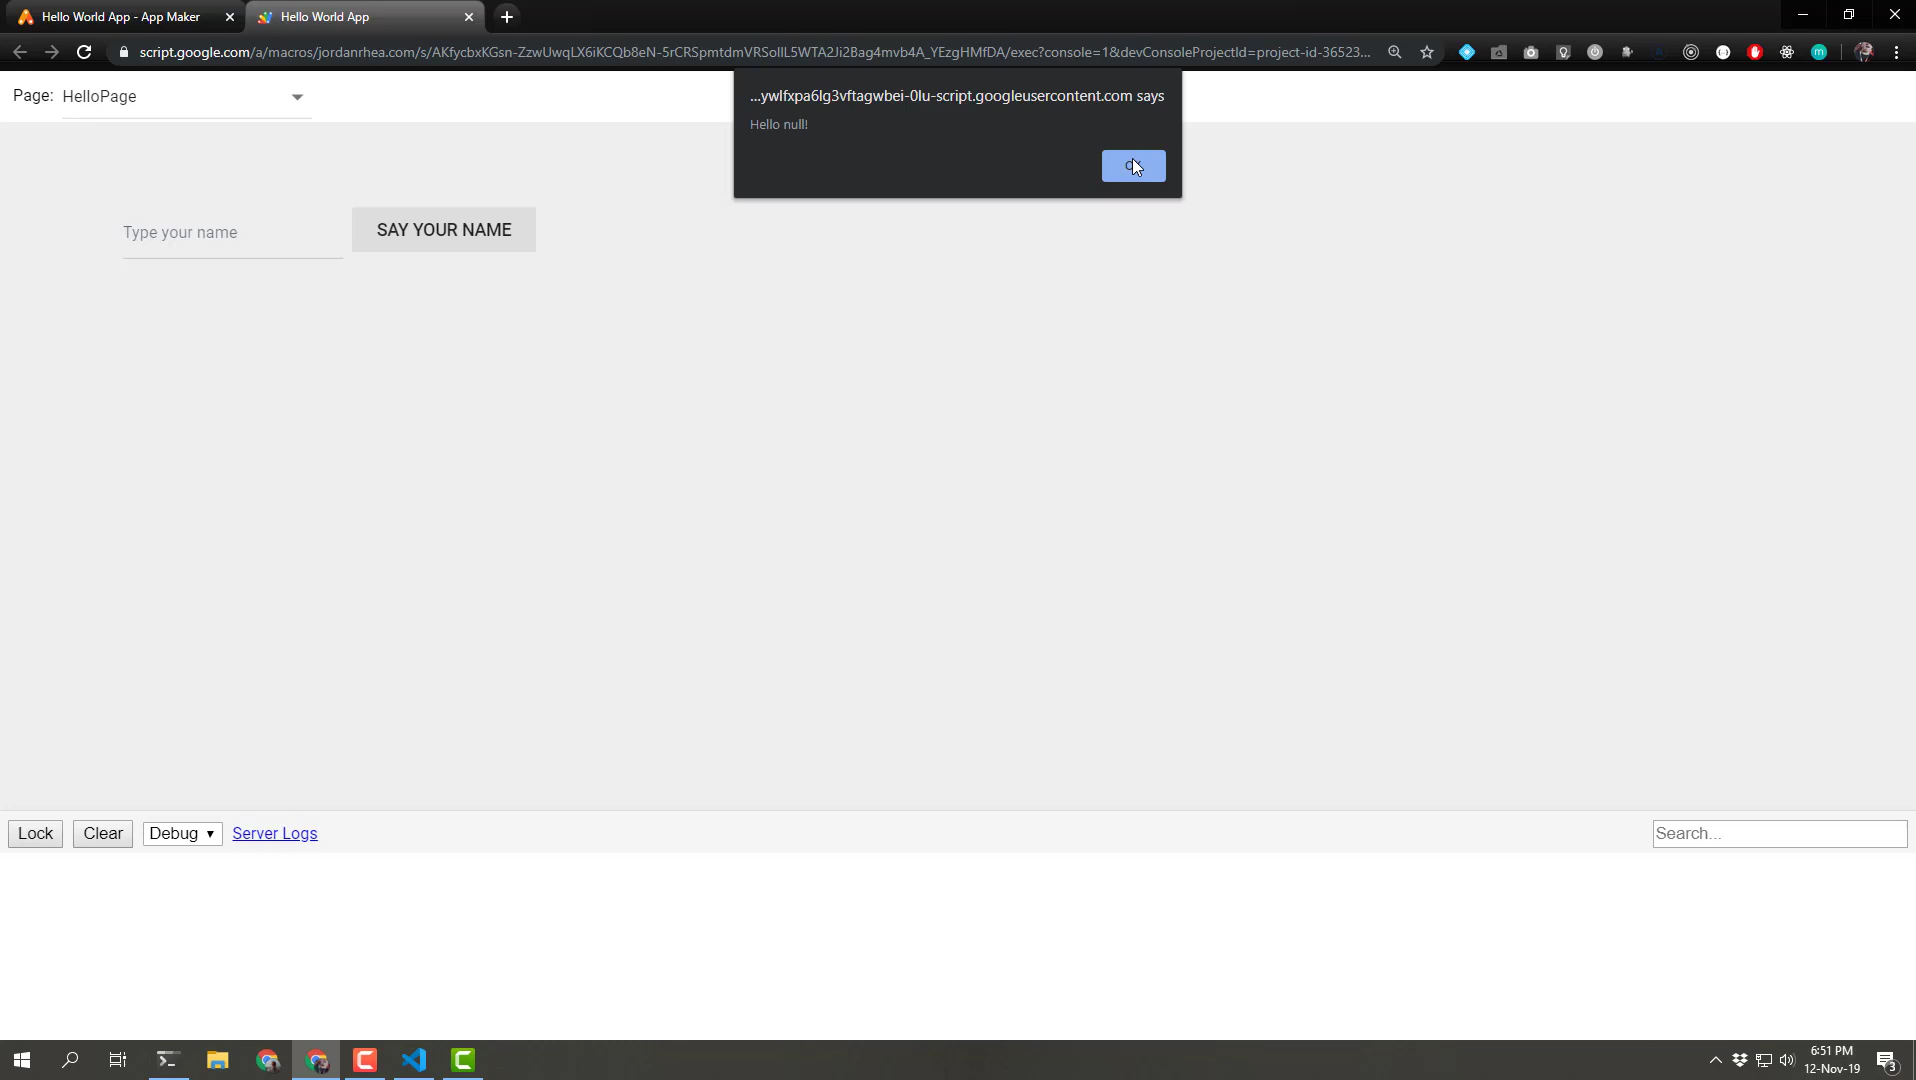 Hello World App - App Maker
Hello World App
script.google.com/a/macros/jordanrhea.com/s/AKfycbxKGsn-ZzwUwqLX6iKCQb8eN-5rCRSpmtdmVRSolIL5WTA2Ji2Bag4mvb4A_YEzgHMfDA/exec?console=1&devConsoleProjectId=project-id-36523...
Page: HelloPage
...ywlfxpa6lg3vftagwbei-0lu-script.googleusercontent.com says
Hello null!
Type your name
SAY YOUR NAME
Lock
Clear
Debug
Server Logs
Search...
6:51 PM
12-Nov-19
3